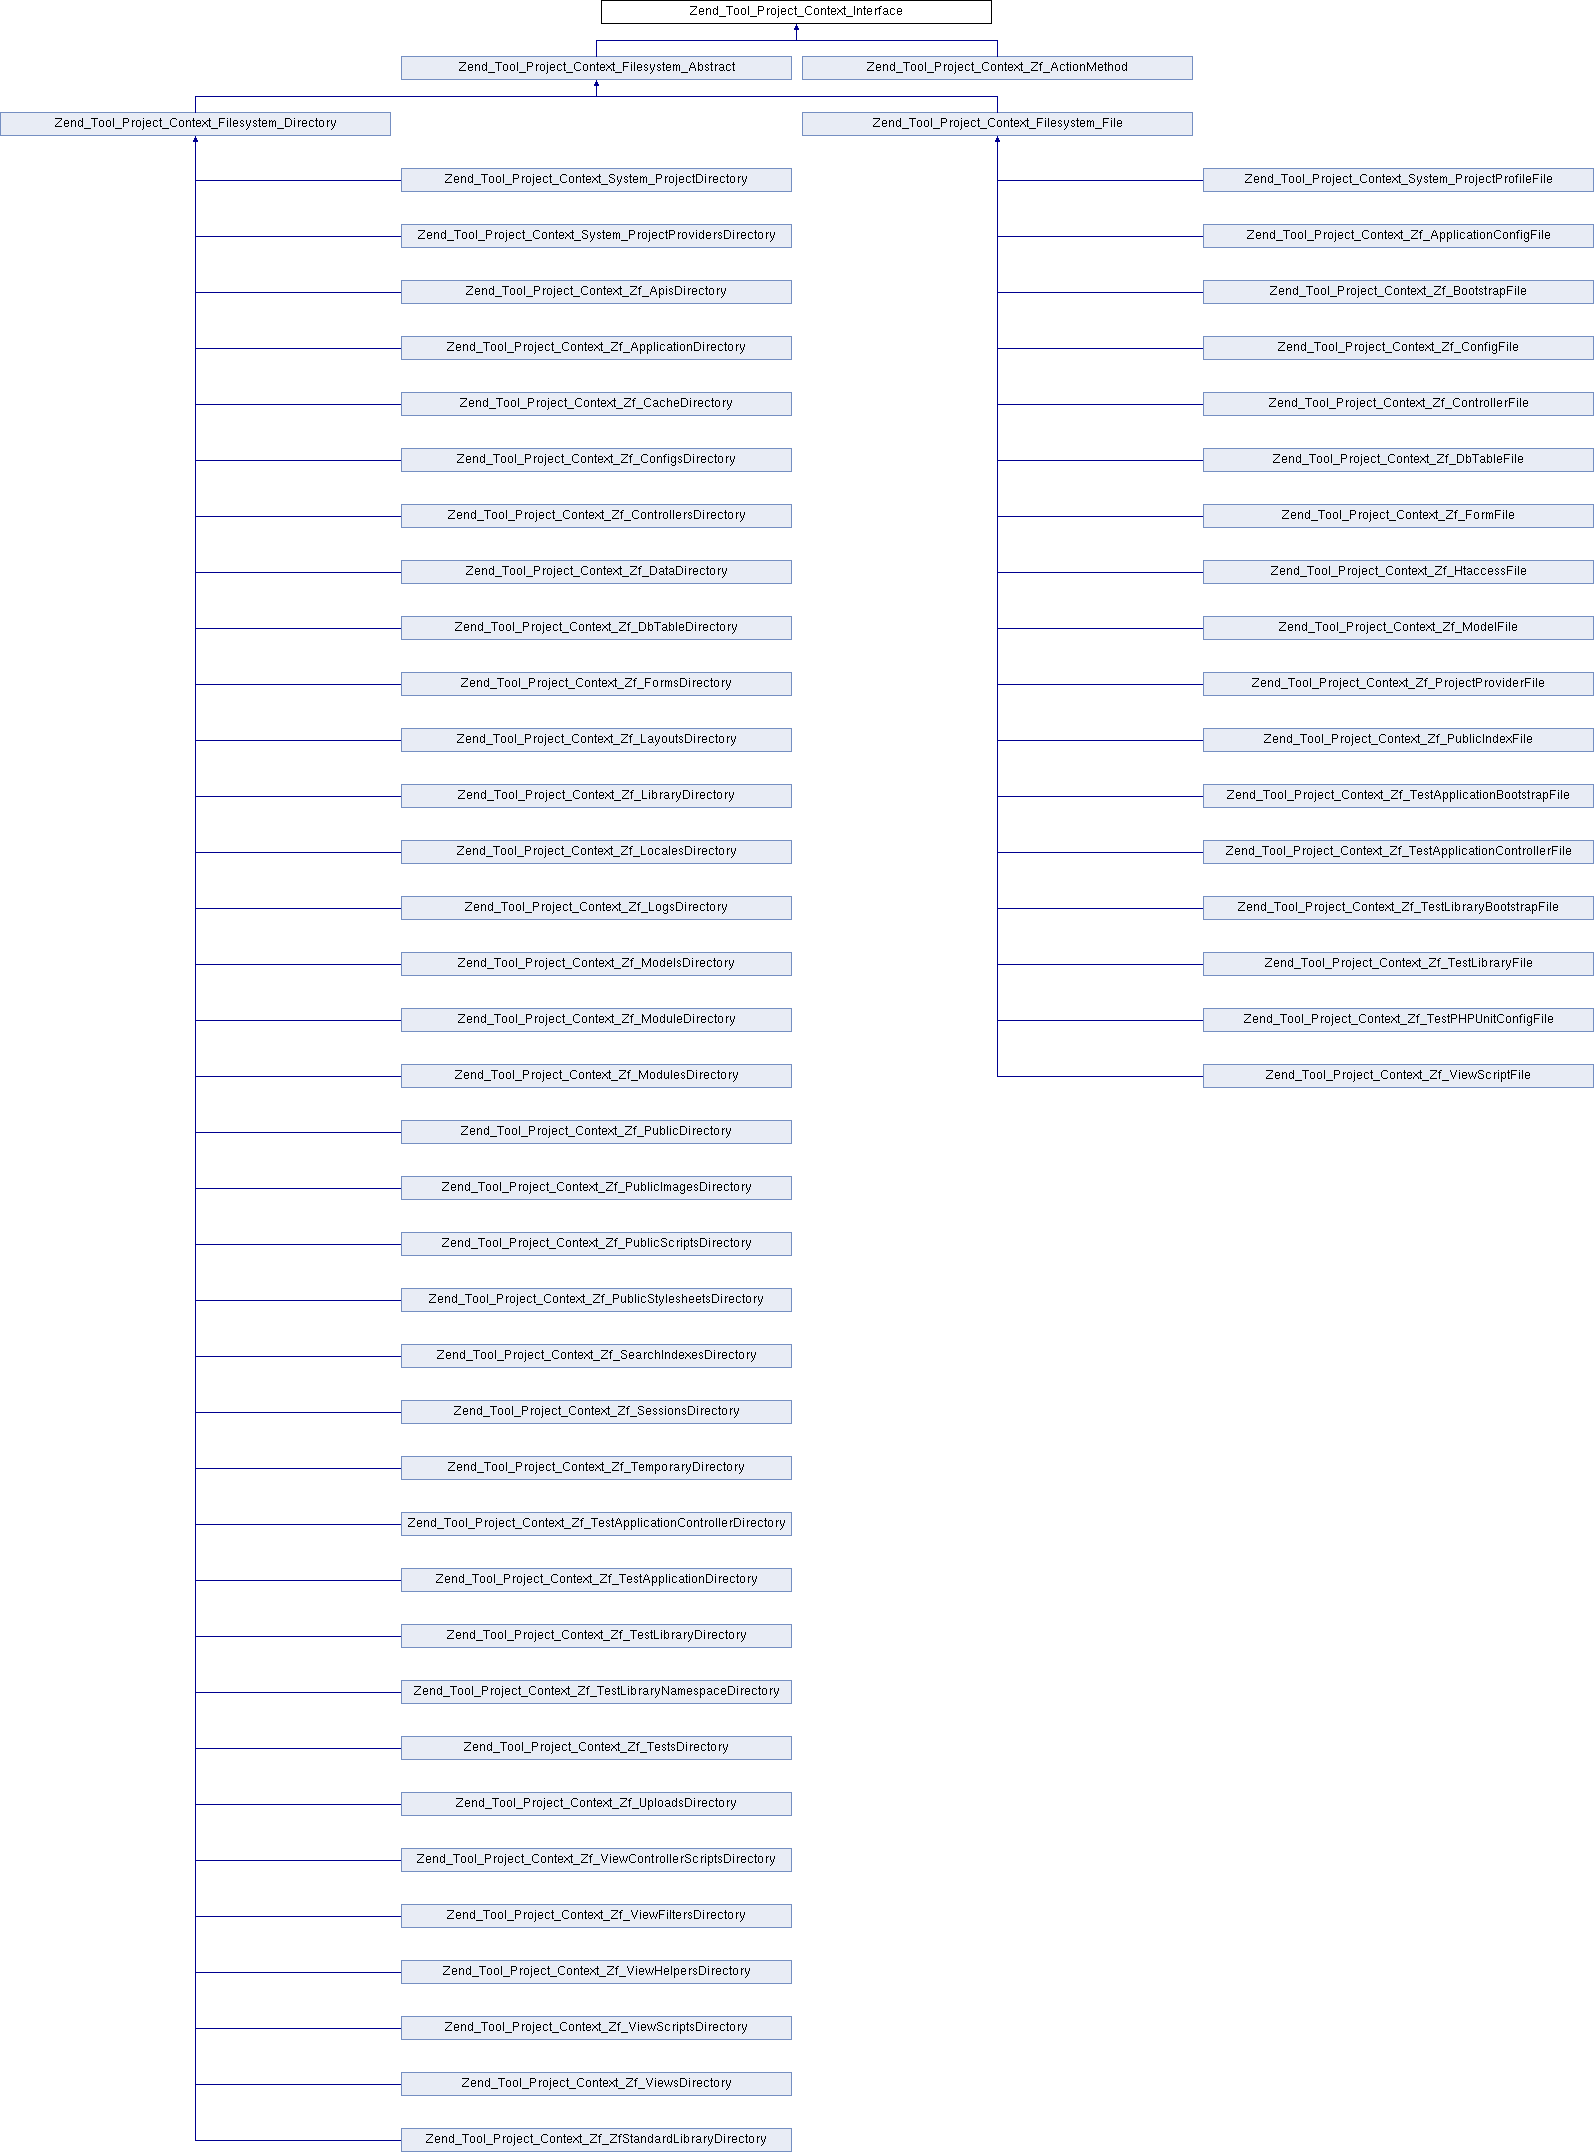 Zend_Tool_Project_Context_Interface
Zend_Tool_Project_Context_Filesystem_Abstract
Zend_Tool_Project_Context_Zf_ActionMethod
Zend_Tool_Project_Context_Filesystem_Directory
Zend_Tool_Project_Context_Filesystem_File
Zend_Tool_Project_Context_System_ProjectDirectory
Zend_Tool_Project_Context_System_ProjectProfileFile
Zend_Tool_Project_Context_System_ProjectProvidersDirectory
Zend_Tool_Project_Context_Zf_ApplicationConfigFile
Zend_Tool_Project_Context_Zf_ApisDirectory
Zend_Tool_Project_Context_Zf_BootstrapFile
Zend_Tool_Project_Context_Zf_ApplicationDirectory
Zend_Tool_Project_Context_Zf_ConfigFile
Zend_Tool_Project_Context_Zf_CacheDirectory
Zend_Tool_Project_Context_Zf_ControllerFile
Zend_Tool_Project_Context_Zf_ConfigsDirectory
Zend_Tool_Project_Context_Zf_DbTableFile
Zend_Tool_Project_Context_Zf_ControllersDirectory
Zend_Tool_Project_Context_Zf_FormFile
Zend_Tool_Project_Context_Zf_DataDirectory
Zend_Tool_Project_Context_Zf_HtaccessFile
Zend_Tool_Project_Context_Zf_DbTableDirectory
Zend_Tool_Project_Context_Zf_ModelFile
Zend_Tool_Project_Context_Zf_FormsDirectory
Zend_Tool_Project_Context_Zf_ProjectProviderFile
Zend_Tool_Project_Context_Zf_LayoutsDirectory
Zend_Tool_Project_Context_Zf_PublicIndexFile
Zend_Tool_Project_Context_Zf_LibraryDirectory
Zend_Tool_Project_Context_Zf_TestApplicationBootstrapFile
Zend_Tool_Project_Context_Zf_LocalesDirectory
Zend_Tool_Project_Context_Zf_TestApplicationControllerFile
Zend_Tool_Project_Context_Zf_LogsDirectory
Zend_Tool_Project_Context_Zf_TestLibraryBootstrapFile
Zend_Tool_Project_Context_Zf_ModelsDirectory
Zend_Tool_Project_Context_Zf_TestLibraryFile
Zend_Tool_Project_Context_Zf_ModuleDirectory
Zend_Tool_Project_Context_Zf_TestPHPUnitConfigFile
Zend_Tool_Project_Context_Zf_ModulesDirectory
Zend_Tool_Project_Context_Zf_ViewScriptFile
Zend_Tool_Project_Context_Zf_PublicDirectory
Zend_Tool_Project_Context_Zf_PublicImagesDirectory
Zend_Tool_Project_Context_Zf_PublicScriptsDirectory
Zend_Tool_Project_Context_Zf_PublicStylesheetsDirectory
Zend_Tool_Project_Context_Zf_SearchIndexesDirectory
Zend_Tool_Project_Context_Zf_SessionsDirectory
Zend_Tool_Project_Context_Zf_TemporaryDirectory
Zend_Tool_Project_Context_Zf_TestApplicationControllerDirectory
Zend_Tool_Project_Context_Zf_TestApplicationDirectory
Zend_Tool_Project_Context_Zf_TestLibraryDirectory
Zend_Tool_Project_Context_Zf_TestLibraryNamespaceDirectory
Zend_Tool_Project_Context_Zf_TestsDirectory
Zend_Tool_Project_Context_Zf_UploadsDirectory
Zend_Tool_Project_Context_Zf_ViewControllerScriptsDirectory
Zend_Tool_Project_Context_Zf_ViewFiltersDirectory
Zend_Tool_Project_Context_Zf_ViewHelpersDirectory
Zend_Tool_Project_Context_Zf_ViewScriptsDirectory
Zend_Tool_Project_Context_Zf_ViewsDirectory
Zend_Tool_Project_Context_Zf_ZfStandardLibraryDirectory